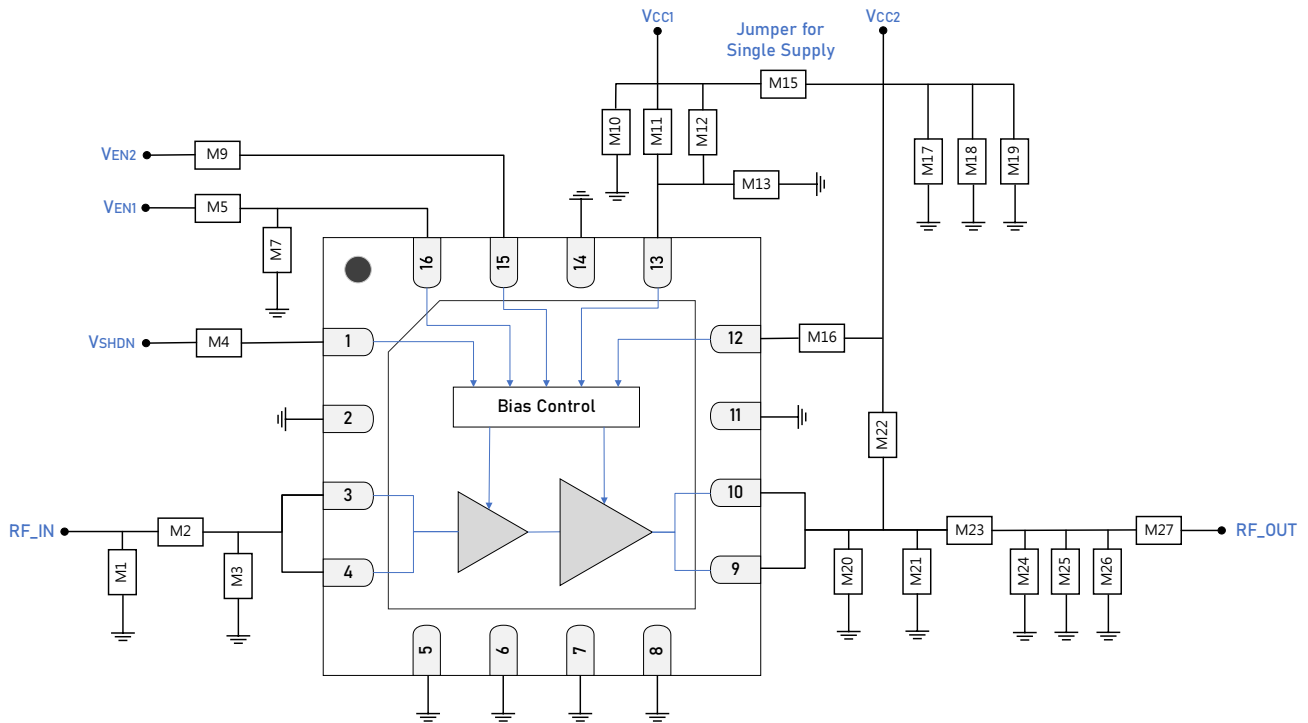 VCC1
VCC2
Jumper for
Single Supply
M15
M10
M11
M12
M17
M18
M19
VEN2
M9
M13
VEN1
M5
M7
16
15
14
13
VSHDN
M4
1
12
M16
Bias Control
2
11
M22
3
10
RF_IN
M2
M23
M27
RF_OUT
M1
M3
4
9
M20
M21
M24
M25
M26
5
6
7
8